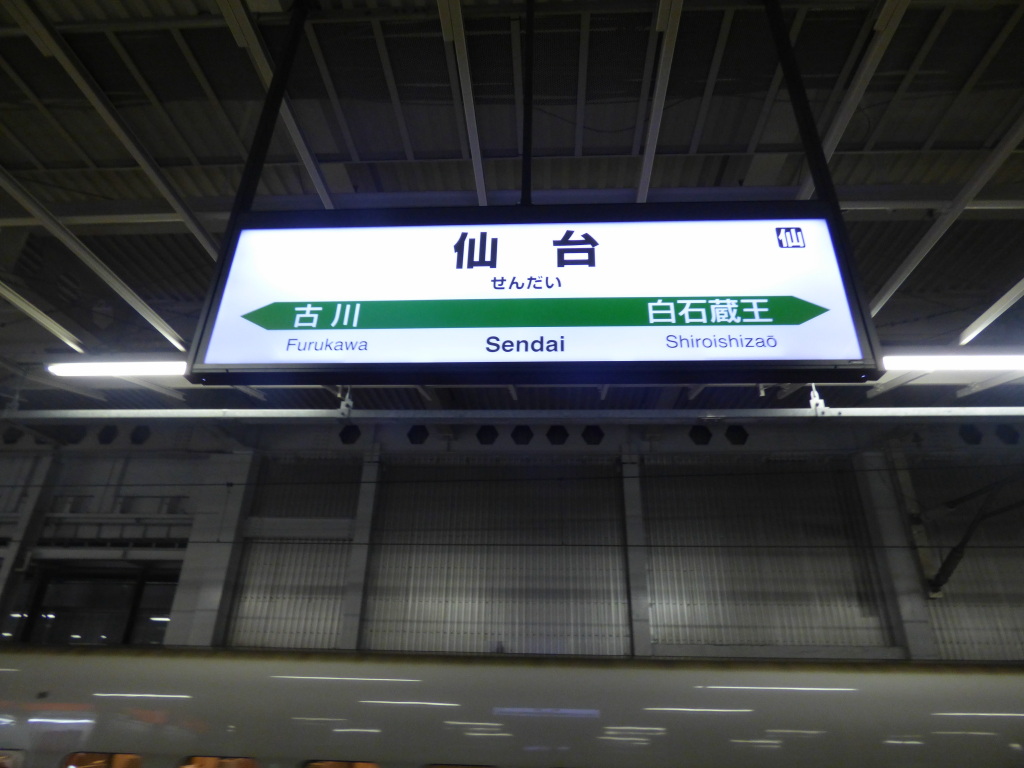 仙台
仙
せんだい
古川
白石蔵王
Furukawa
Sendai
Shiroishizaō